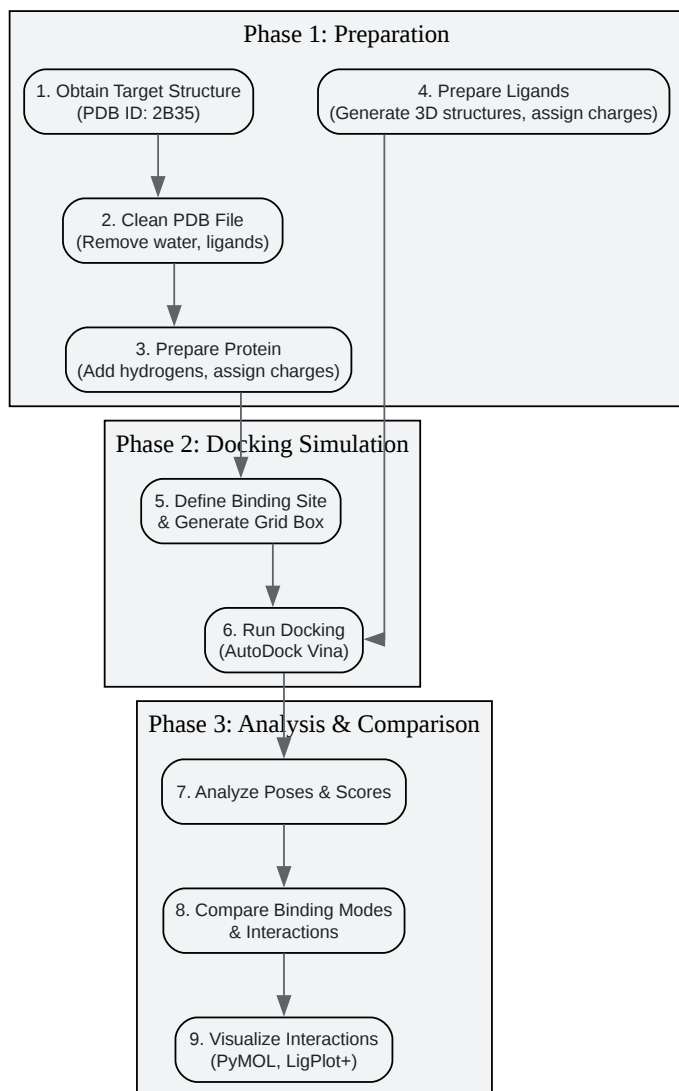 Phase 1: Preparation
1. Obtain Target Structure
(PDB ID: 2B35)
4. Prepare Ligands
(Generate 3D structures, assign charges)
2. Clean PDB File
(Remove water, ligands)
3. Prepare Protein
(Add hydrogens, assign charges)
Phase 2: Docking Simulation
5. Define Binding Site
& Generate Grid Box
6. Run Docking
(AutoDock Vina)
Phase 3: Analysis & Comparison
7. Analyze Poses & Scores
8. Compare Binding Modes
& Interactions
9. Visualize Interactions
(PyMOL, LigPlot+)